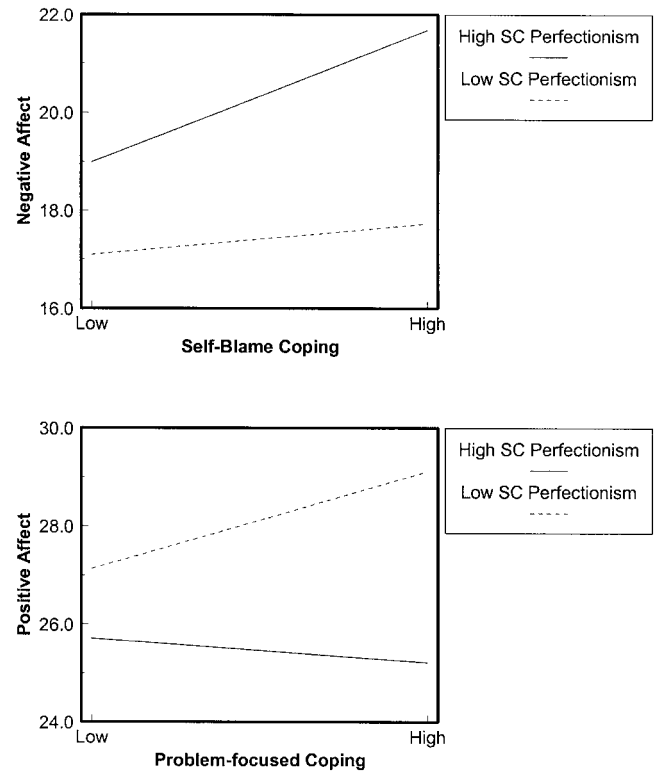 22.0
20.0
18.0
16.0
Negative Affect
Low
High
Self-Blame Coping
High SC Perfectionism
Low SC Perfectionism
30.0
28.0
26.0
24.0
Positive Affect
Low
High
Problem-focused Coping
High SC Perfectionism
Low SC Perfectionism